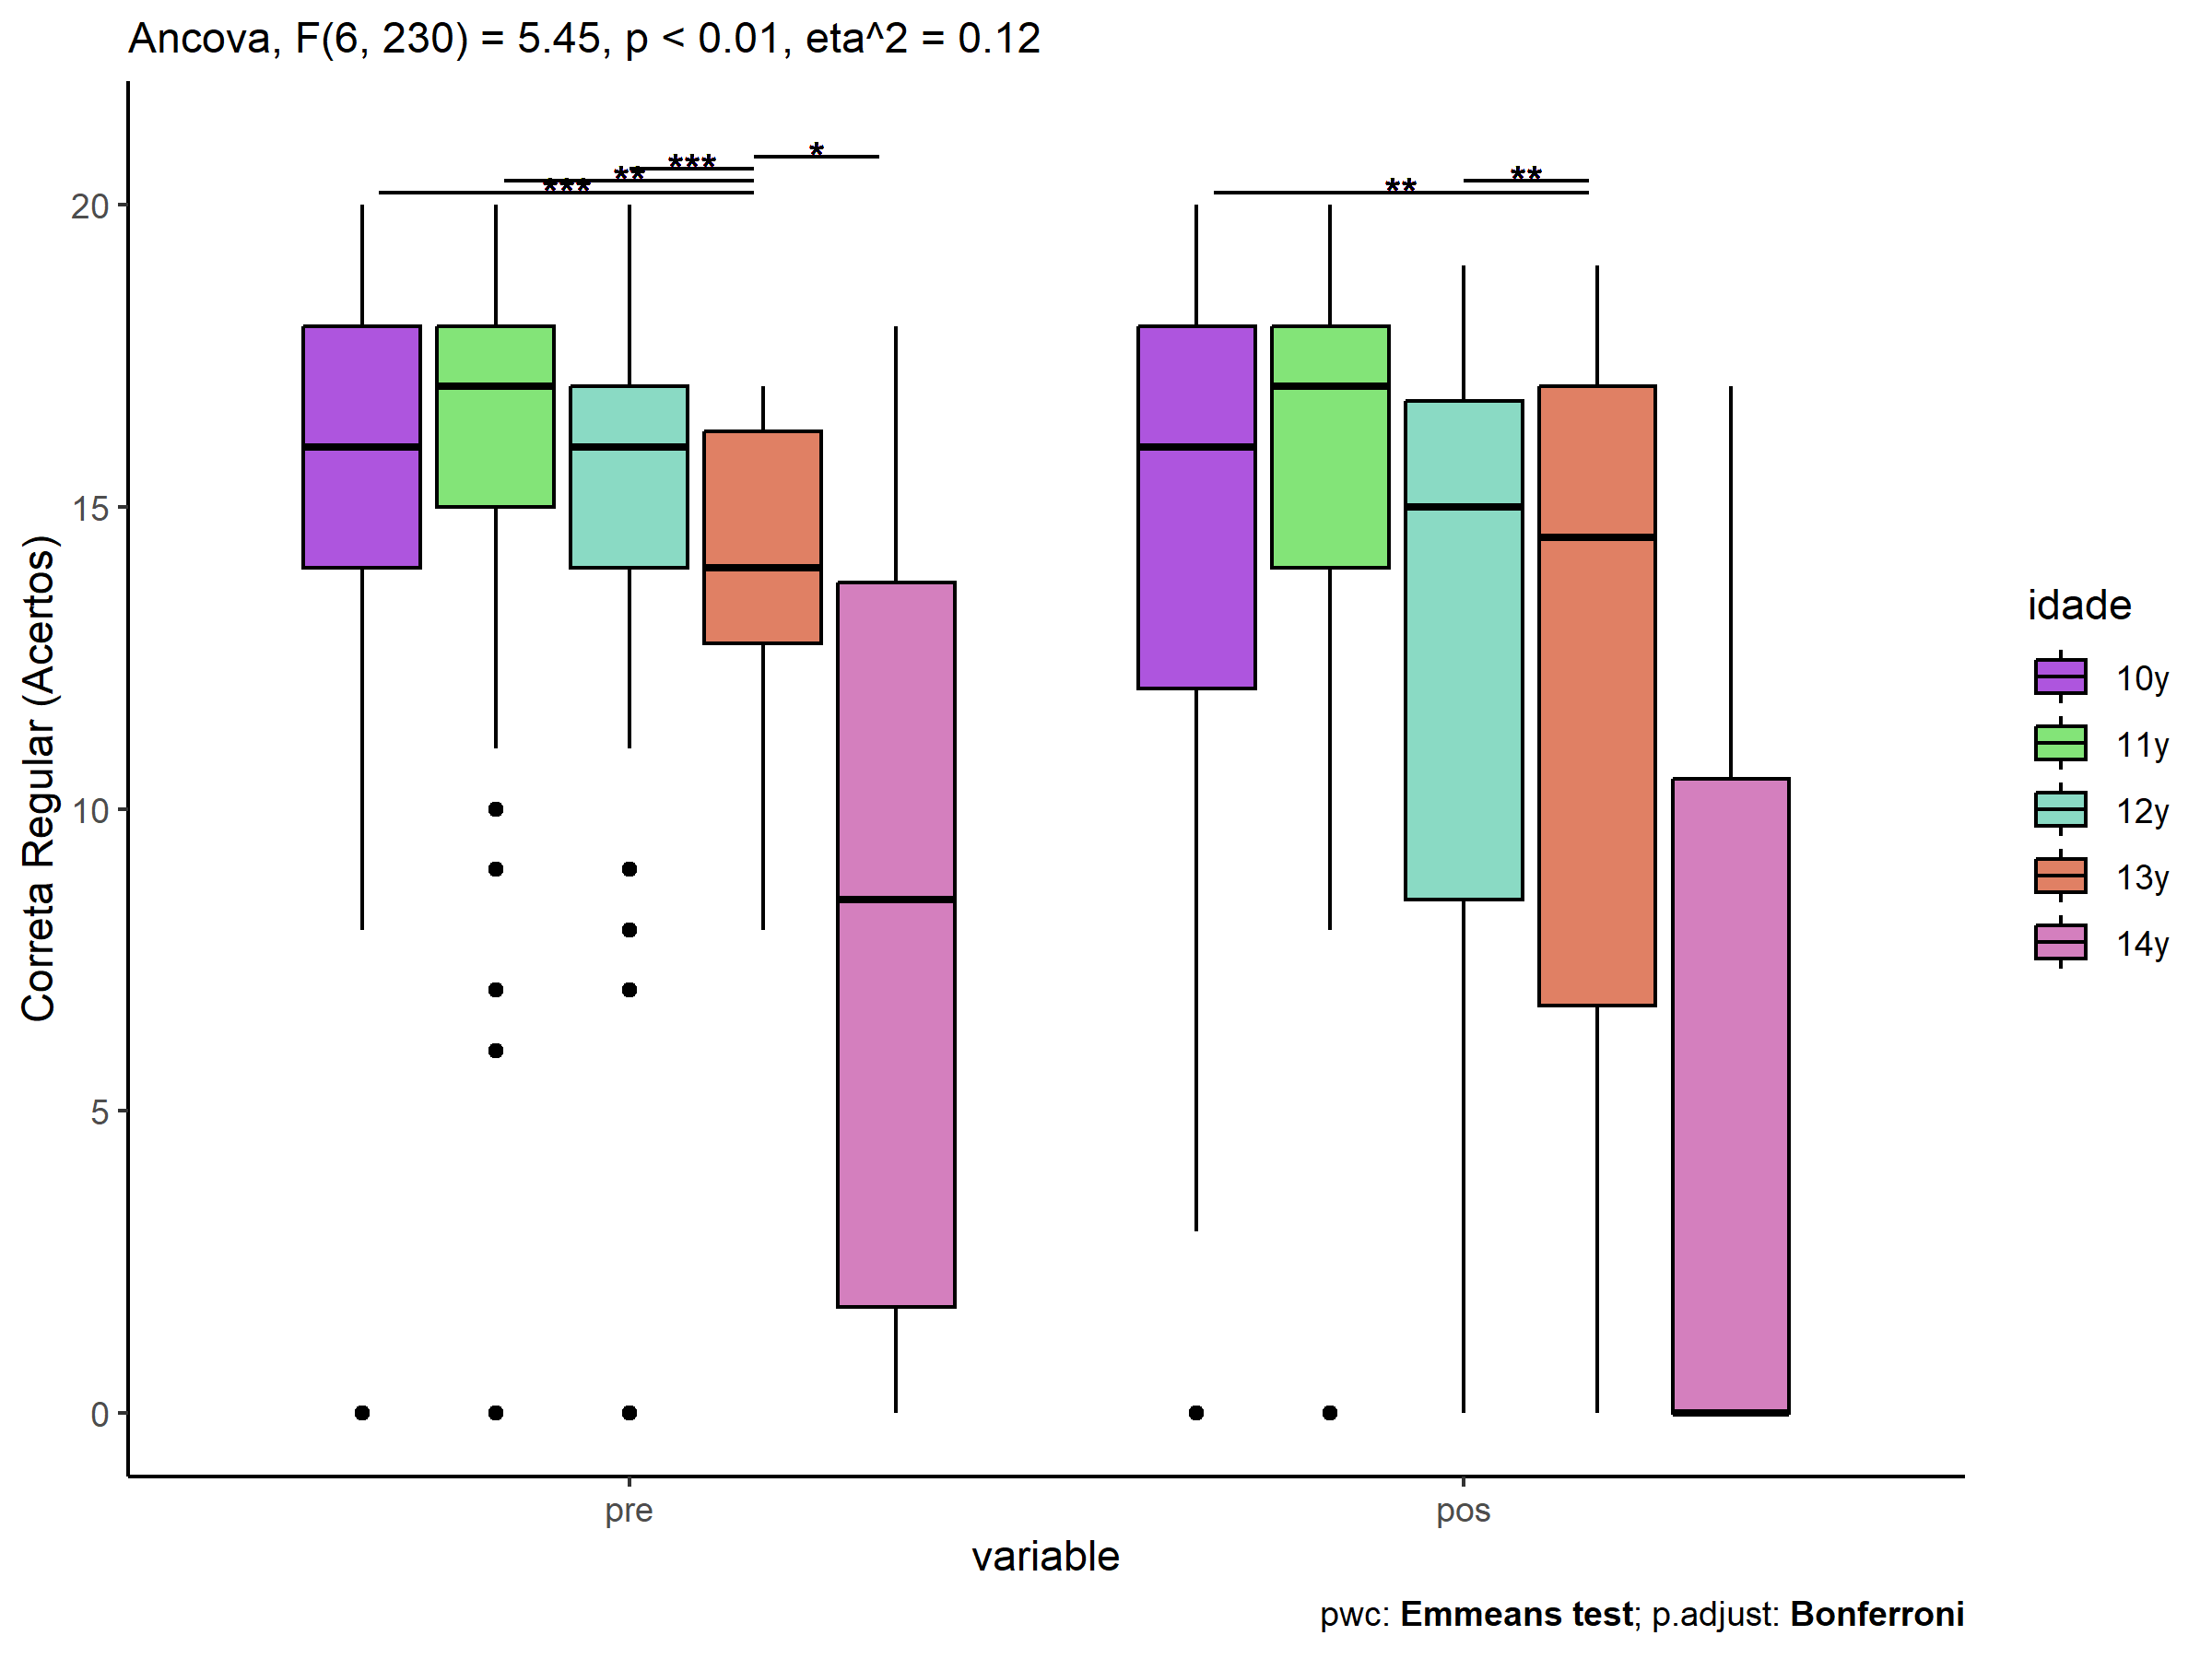 Ancova, F(6, 230) = 5.45, p < 0.01, eta^2 = 0.12
Correta Regular (Acertos)
20
15
10
5
0
*
***
**
***
**
**
pre
pos
variable
idade
10y
11y
12y
13y
14y
pwc: Emmeans test; p.adjust: Bonferroni